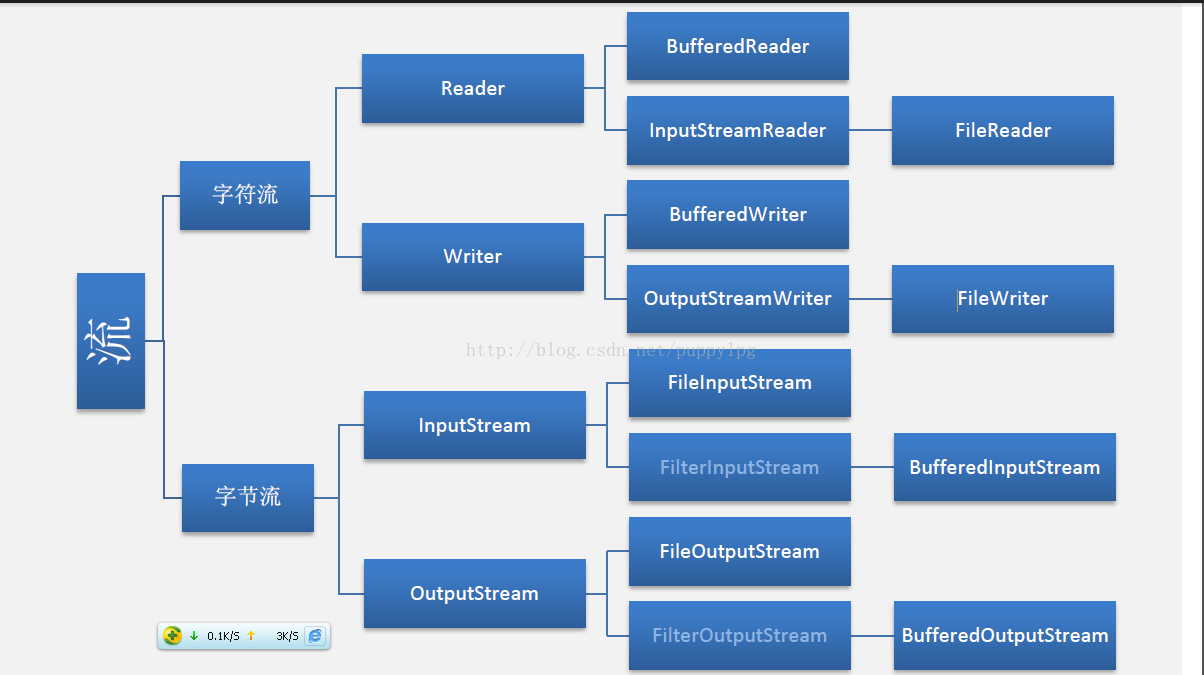 BufferedReader
Reader
InputStreamReader
FileReader
字符流
BufferedWriter
Writer
OutputStreamWriter
FileWriter
流
http://blog.csdn.net/puppylpg
FileInputStream
InputStream
FilterInputStream
BufferedInputStream
字节流
FileOutputStream
OutputStream
FilterOutputStream
BufferedOutputStream
0.1K/S
3K/S